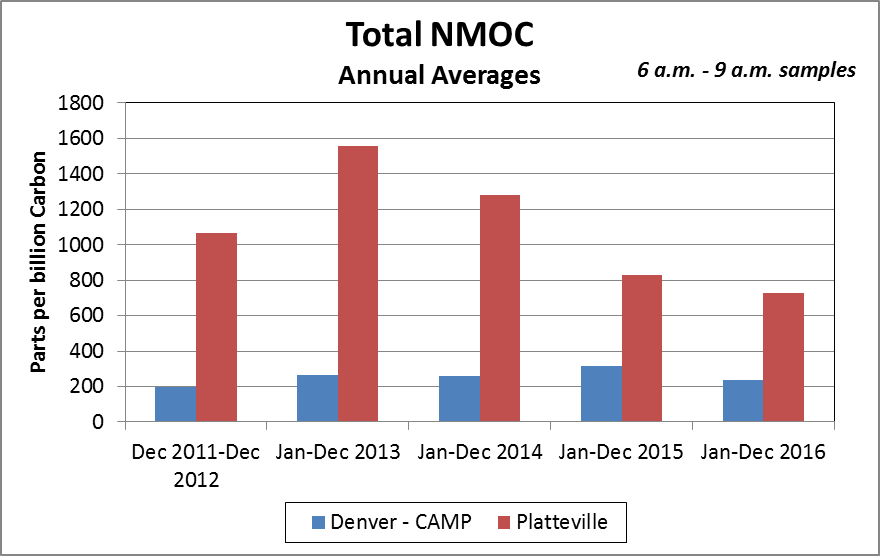 Total NMOC
Annual Averages
6 a.m. - 9 a.m. samples
Parts per billion Carbon
1800
1600
1400
1200
1000
800
600
400
200
0
Dec 2011-Dec
2012
Jan-Dec 2013
Jan-Dec 2014
Jan-Dec 2015
Jan-Dec 2016
Denver - CAMP
Platteville